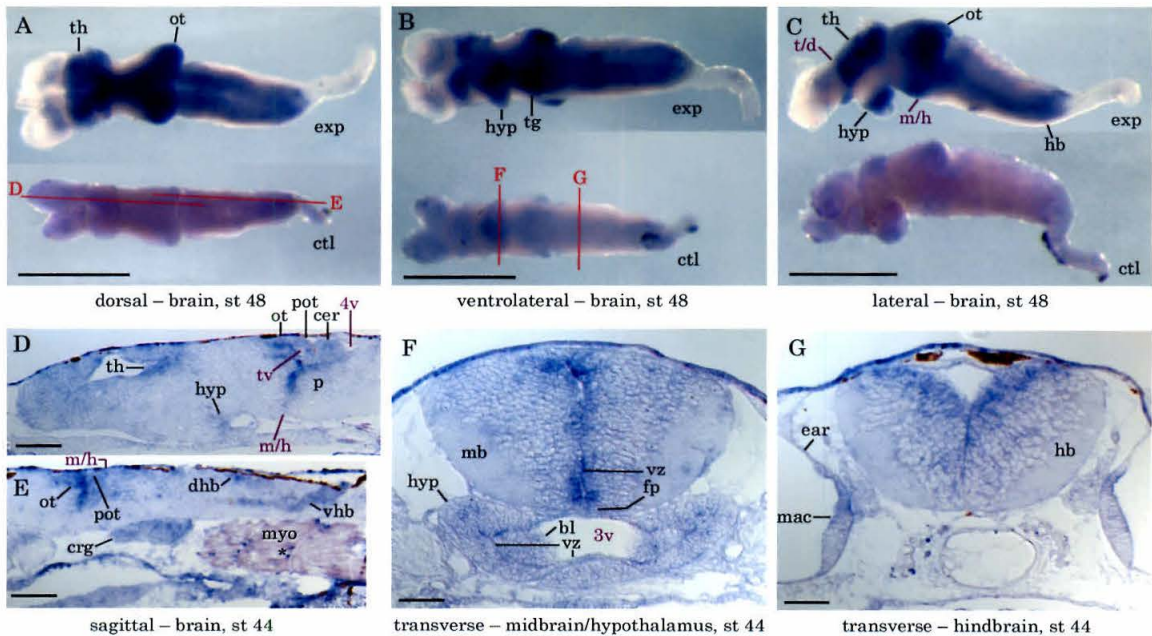 A
th
ot
exp
D
E
ctl
dorsal – brain, st 48
B
hyp
tg
exp
F
G
ctl
ventrolateral – brain, st 48
C
th
ot
t/d
hyp
m/h
hb
exp
ctl
lateral – brain, st 48
D
ot
pot
cer
4v
th
tv
p
hyp
m/h
E
m/h
ot
pot
dhb
vhb
crg
myo
*
sagittal – brain, st 44
F
mb
vz
hyp
fp
bl
3v
vz
transverse – midbrain/hypothalamus, st 44
G
ear
hb
mac
transverse – hindbrain, st 44